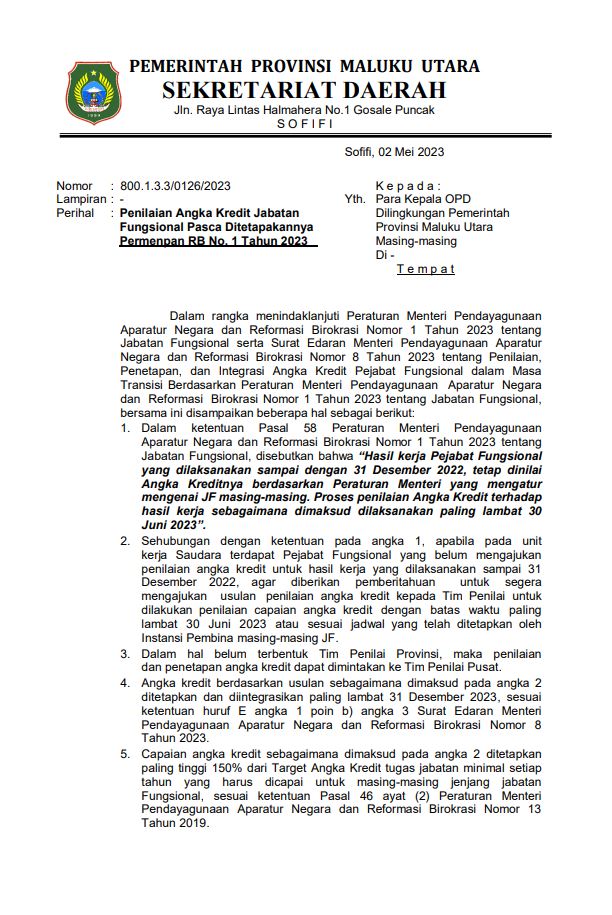 PEMERINTAH PROVINSI MALUKU UTARA
SEKRETARIAT DAERAH
Jln. Raya Lintas Halmahera No.1 Gosale Puncak
S O F I F I
Sofifi, 02 Mei 2023
Nomor : 800.1.3.3/0126/2023
Lampiran : -
Perihal : Penilaian Angka Kredit Jabatan
Fungsional Pasca Ditetapakannya
Permenpan RB No. 1 Tahun 2023
K e p a d a :
Yth. Para Kepala OPD
Dilingkungan Pemerintah
Provinsi Maluku Utara
Masing-masing
Di -
T e m p a t
Dalam rangka menindaklanjuti Peraturan Menteri Pendayagunaan
Aparatur Negara dan Reformasi Birokrasi Nomor 1 Tahun 2023 tentang
Jabatan Fungsional serta Surat Edaran Menteri Pendayagunaan Aparatur
Negara dan Reformasi Birokrasi Nomor 8 Tahun 2023 tentang Penilaian,
Penetapan, dan Integrasi Angka Kredit Pejabat Fungsional dalam Masa
Transisi Berdasarkan Peraturan Menteri Pendayagunaan Aparatur Negara
dan Reformasi Birokrasi Nomor 1 Tahun 2023 tentang Jabatan Fungsional,
bersama ini disampaikan beberapa hal sebagai berikut:
1. Dalam ketentuan Pasal 58 Peraturan Menteri Pendayagunaan
Aparatur Negara dan Reformasi Birokrasi Nomor 1 Tahun 2023 tentang
Jabatan Fungsional, disebutkan bahwa “Hasil kerja Pejabat Fungsional
yang dilaksanakan sampai dengan 31 Desember 2022, tetap dinilai
Angka Kreditnya berdasarkan Peraturan Menteri yang mengatur
mengenai JF masing-masing. Proses penilaian Angka Kredit terhadap
hasil kerja sebagaimana dimaksud dilaksanakan paling lambat 30
Juni 2023”.
2. Sehubungan dengan ketentuan pada angka 1, apabila pada unit
kerja Saudara terdapat Pejabat Fungsional yang belum mengajukan
penilaian angka kredit untuk hasil kerja yang dilaksanakan sampai 31
Desember 2022, agar diberikan pemberitahuan untuk segera
mengajukan usulan penilaian angka kredit kepada Tim Penilai untuk
dilakukan penilaian capaian angka kredit dengan batas waktu paling
lambat 30 Juni 2023 atau sesuai jadwal yang telah ditetapkan oleh
Instansi Pembina masing-masing JF.
3. Dalam hal belum terbentuk Tim Penilai Provinsi, maka penilaian
dan penetapan angka kredit dapat dimintakan ke Tim Penilai Pusat.
4. Angka kredit berdasarkan usulan sebagaimana dimaksud pada angka 2
ditetapkan dan diintegrasikan paling lambat 31 Desember 2023, sesuai
ketentuan huruf E angka 1 poin b) angka 3 Surat Edaran Menteri
Pendayagunaan Aparatur Negara dan Reformasi Birokrasi Nomor 8
Tahun 2023.
5. Capaian angka kredit sebagaimana dimaksud pada angka 2 ditetapkan
paling tinggi 150% dari Target Angka Kredit tugas jabatan minimal setiap
tahun yang harus dicapai untuk masing-masing jenjang jabatan
Fungsional, sesuai ketentuan Pasal 46 ayat (2) Peraturan Menteri
Pendayagunaan Aparatur Negara dan Reformasi Birokrasi Nomor 13
Tahun 2019.